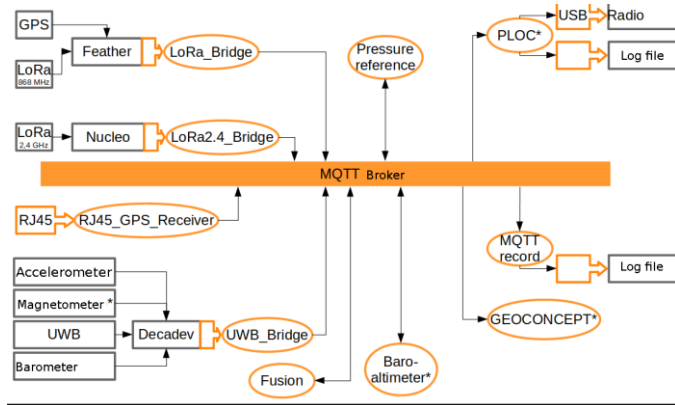 GPS
Feather
LoRa_Bridge
LoRa
868 MHz
Pressure
reference
USB
Radio
PLOC*
Log file
LoRa
2,4 GHz
Nucleo
LoRa2.4_Bridge
MQTT Broker
RJ45
RJ45_GPS_Receiver
MQTT
record
Log file
Accelerometer
Magnetometer *
UWB
Decadev
UWB_Bridge
Barometer
GEOCONCEPT*
Fusion
Baro-
altimeter*